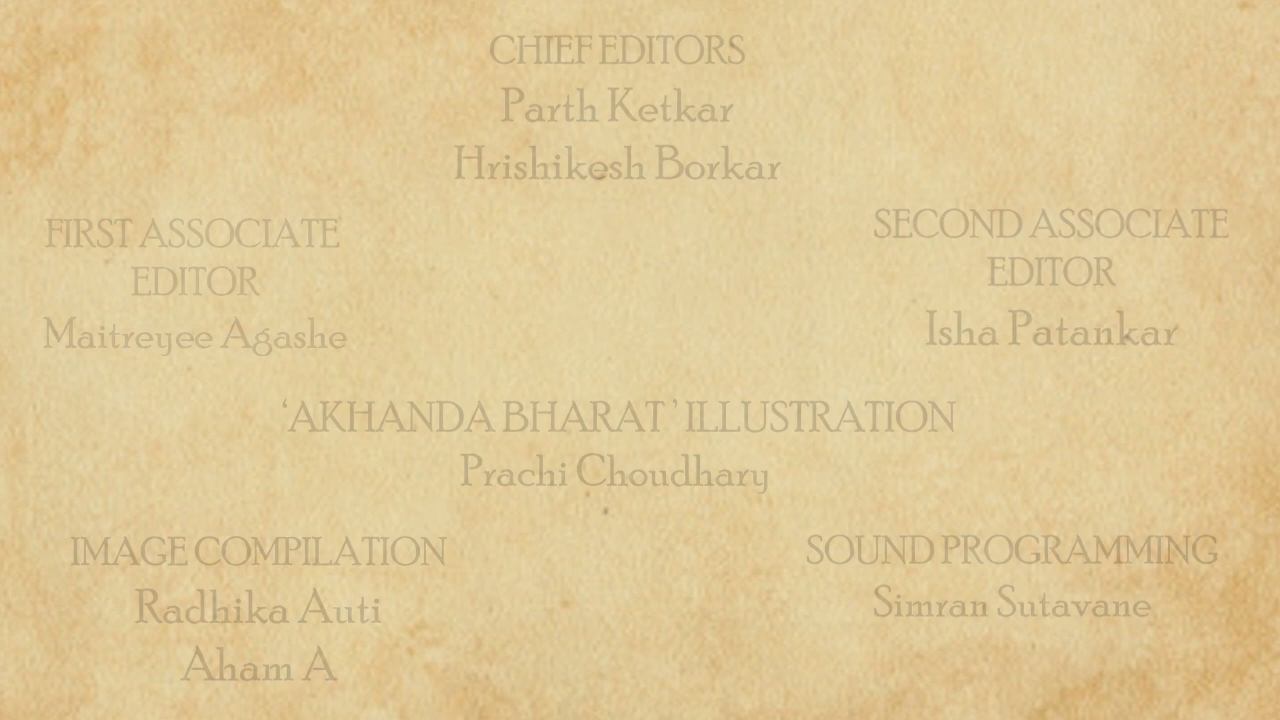 CHIEF EDITORS
Parth Ketkar
Hrishikesh Borkar
FIRST ASSOCIATE
EDITOR
Maitreyee Agashe
SECOND ASSOCIATE
EDITOR
Isha Patankar
‘AKHANDA BHARAT’ ILLUSTRATION
Prachi Choudhary
IMAGE COMPILATION
Radhika Auti
Aham A
SOUND PROGRAMMING
Simran Sutavane